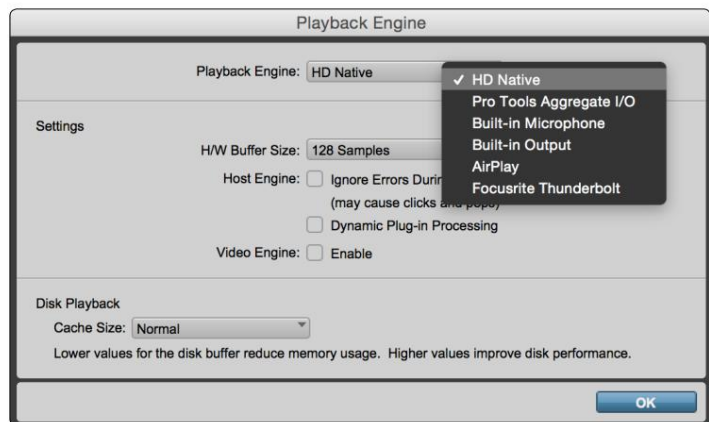 Playback Engine
Playback Engine: HD Native
✓ HD Native
Pro Tools Aggregate I/O
Built-in Microphone
Built-in Output
AirPlay
Focusrite Thunderbolt
Settings
H/W Buffer Size: 128 Samples
Host Engine: Ignore Errors Durin
(may cause clicks and pops)
Dynamic Plug-in Processing
Video Engine: Enable
Disk Playback
Cache Size: Normal
Lower values for the disk buffer reduce memory usage. Higher values improve disk performance.
OK